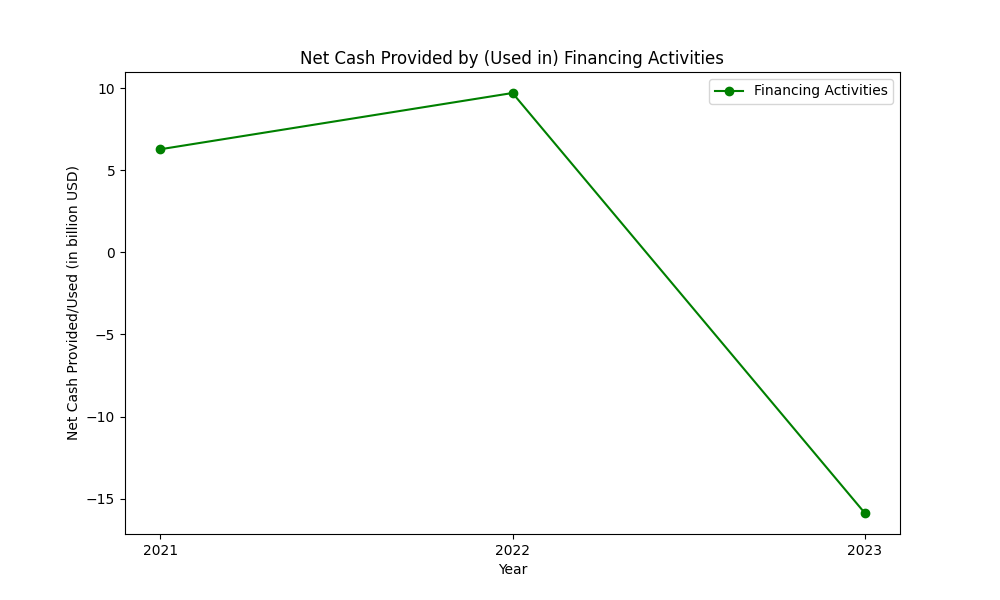 Net Cash Provided by (Used in) Financing Activities
Financing Activities
Net Cash Provided/Used (in billion USD)
10
5
0
−5
−10
−15
2021
2022
2023
Year